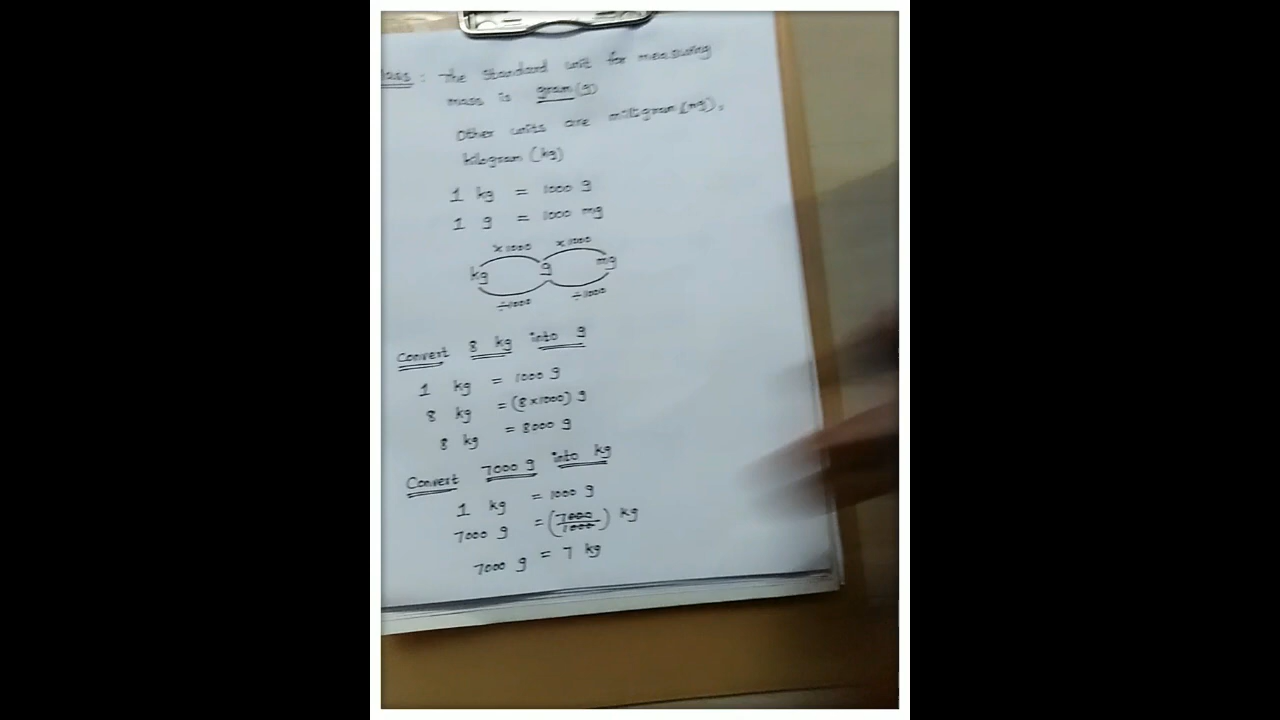 Mass : The standard unit for measuring
mass is gram (g)
Other units are milligram (mg),
kilogram (kg)
1 kg = 1000 g
1 g = 1000 mg
×1000 ×1000
kg g mg
÷1000 ÷1000
Convert 8 kg into g
1 kg = 1000 g
8 kg = (8×1000) g
8 kg = 8000 g
Convert 7000 g into kg
1 kg = 1000 g
7000 g = (7000/1000) kg
7000 g = 7 kg